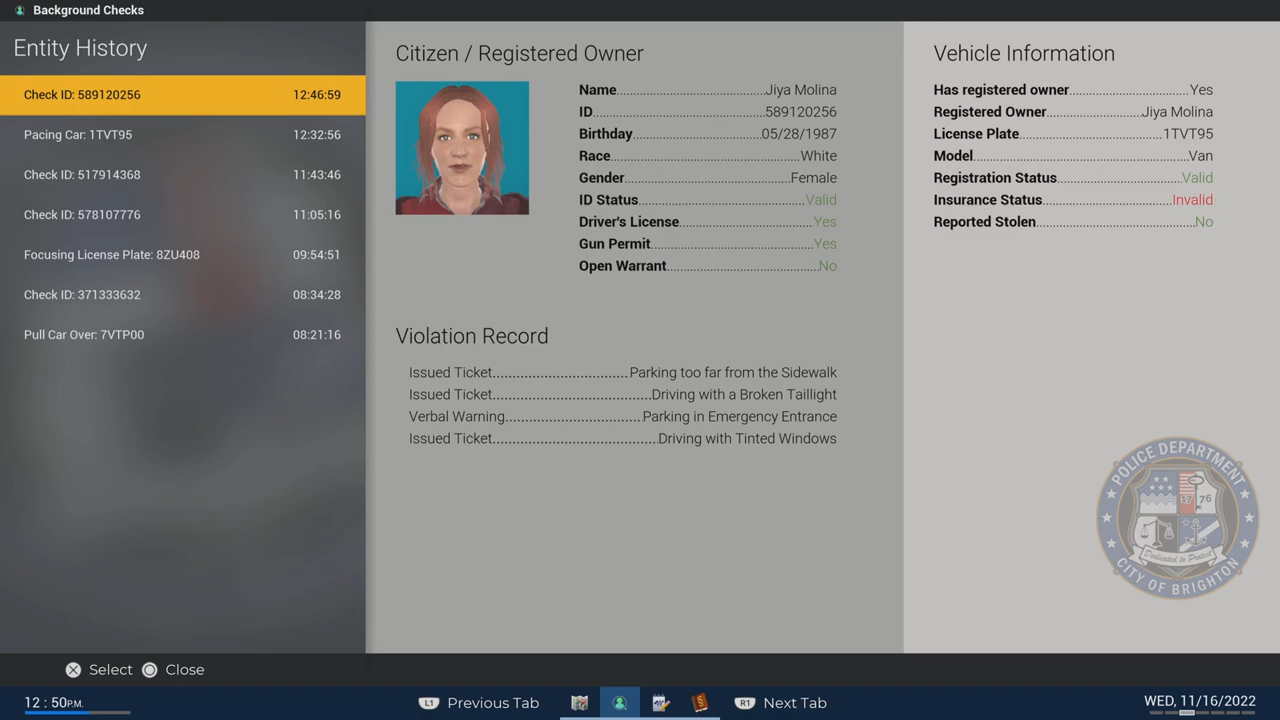 Background Checks
Entity History
Check ID: 589120256 12:46:59
Pacing Car: 1TVT95 12:32:56
Check ID: 517914368 11:43:46
Check ID: 578107776 11:05:16
Focusing License Plate: 8ZU408 09:54:51
Check ID: 371333632 08:34:28
Pull Car Over: 7VTP00 08:21:16
Citizen / Registered Owner
Name Jiya Molina
ID 589120256
Birthday 05/28/1987
Race White
Gender Female
ID Status Valid
Driver's License Yes
Gun Permit Yes
Open Warrant No
Violation Record
Issued Ticket Parking too far from the Sidewalk
Issued Ticket Driving with a Broken Taillight
Verbal Warning Parking in Emergency Entrance
Issued Ticket Driving with Tinted Windows
Vehicle Information
Has registered owner Yes
Registered Owner Jiya Molina
License Plate 1TVT95
Model Van
Registration Status Valid
Insurance Status Invalid
Reported Stolen No
POLICE DEPARTMENT
17 76
Dedicated to Protect
CITY OF BRIGHTON
Select Close
12 : 50 P.M. L1 Previous Tab R1 Next Tab WED, 11/16/2022